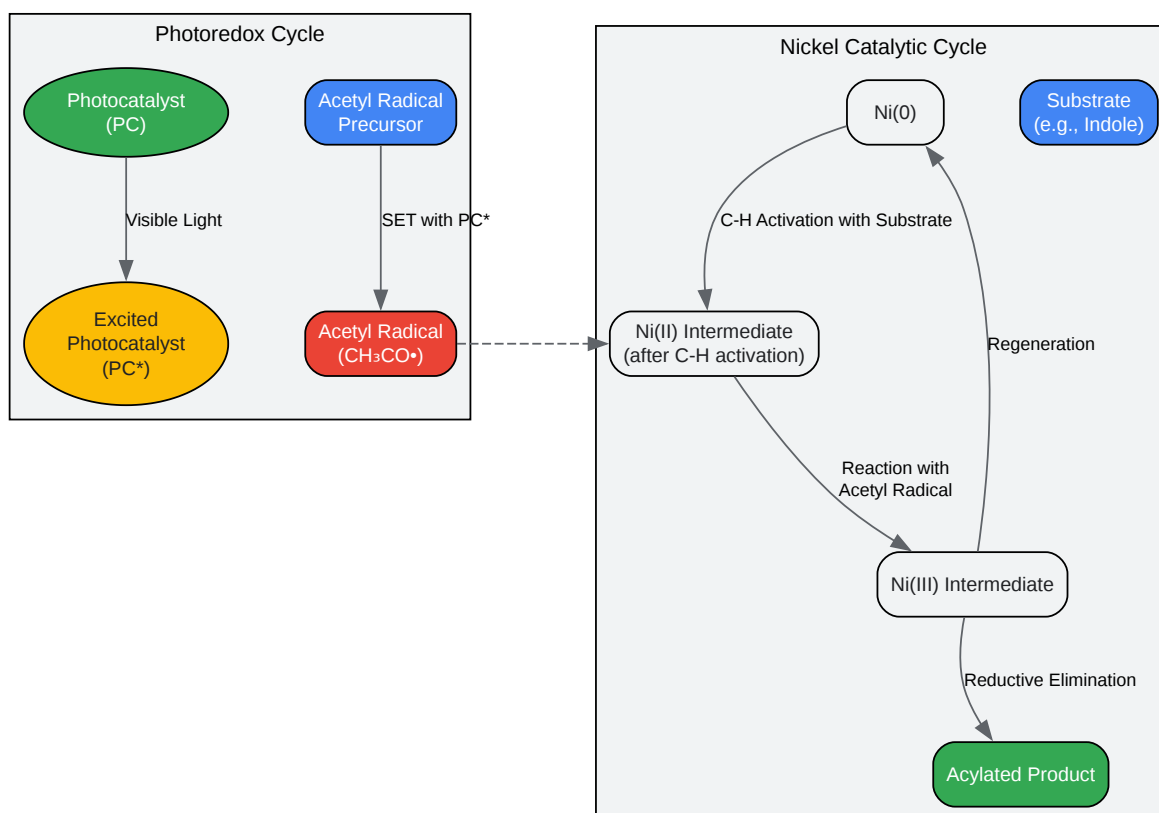 Photoredox Cycle
Photocatalyst
(PC)
Acetyl Radical
Precursor
Visible Light
SET with PC*
Excited
Photocatalyst
(PC*)
Acetyl Radical
(CH₃CO•)
Nickel Catalytic Cycle
Ni(0)
Substrate
(e.g., Indole)
C-H Activation with Substrate
Ni(II) Intermediate
(after C-H activation)
Regeneration
Reaction with
Acetyl Radical
Ni(III) Intermediate
Reductive Elimination
Acylated Product